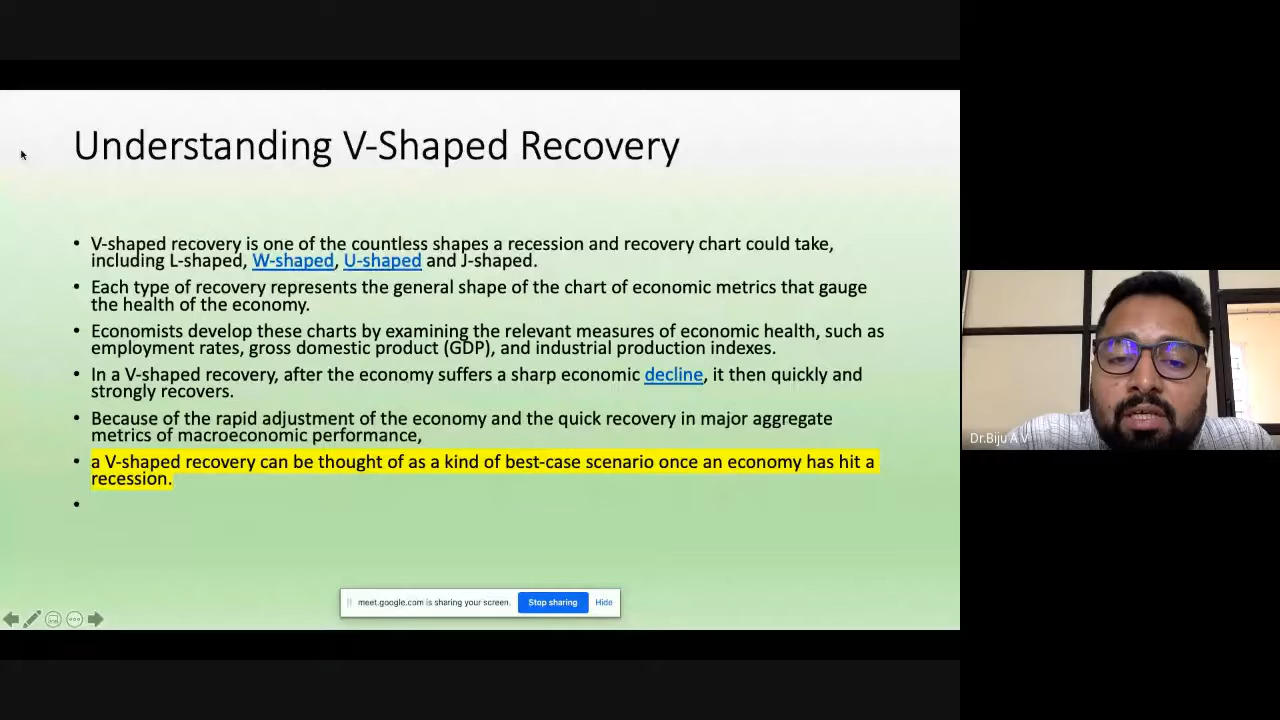 Understanding V-Shaped Recovery
• V-shaped recovery is one of the countless shapes a recession and recovery chart could take,
including L-shaped, W-shaped, U-shaped and J-shaped.
• Each type of recovery represents the general shape of the chart of economic metrics that gauge
the health of the economy.
• Economists develop these charts by examining the relevant measures of economic health, such as
employment rates, gross domestic product (GDP), and industrial production indexes.
• In a V-shaped recovery, after the economy suffers a sharp economic decline, it then quickly and
strongly recovers.
• Because of the rapid adjustment of the economy and the quick recovery in major aggregate
metrics of macroeconomic performance,
• a V-shaped recovery can be thought of as a kind of best-case scenario once an economy has hit a
recession.
•
meet.google.com is sharing your screen. Stop sharing Hide
Dr.Biju A V